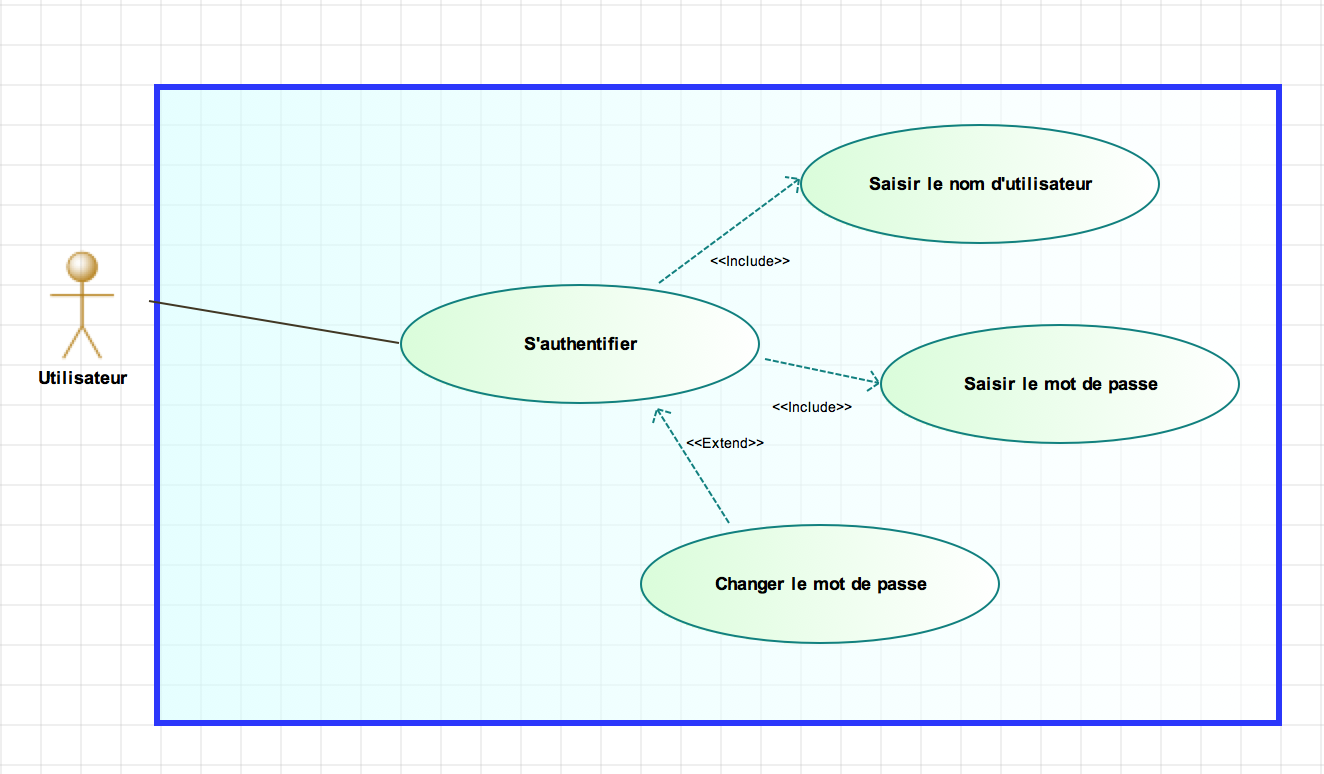 Saisir le nom d'utilisateur
<<Include>>
S'authentifier
Utilisateur
Saisir le mot de passe
<<Include>>
<<Extend>>
Changer le mot de passe